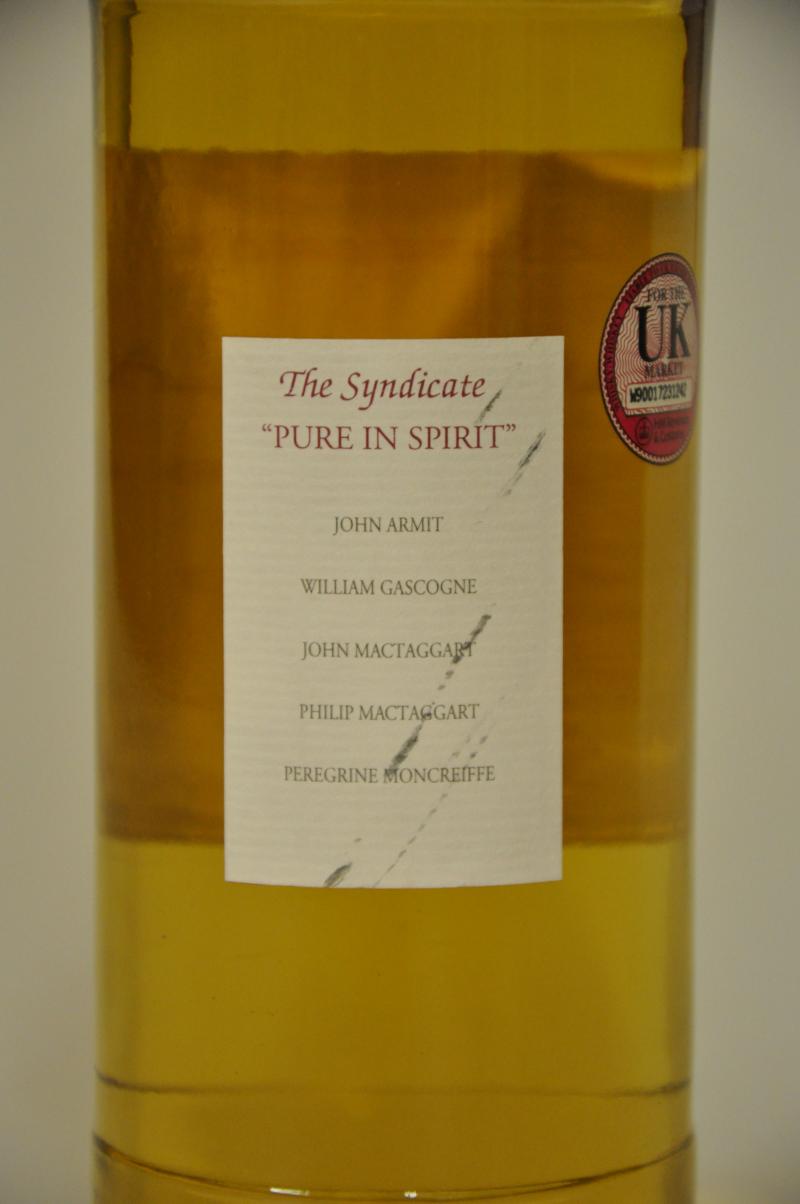 The Syndicate
“PURE IN SPIRIT”
JOHN ARMIT
WILLIAM GASCOGNE
JOHN MACTAGGART
PHILIP MACTAGGART
PEREGRINE MONCREIFFE
FOR THE
UK
MARKET